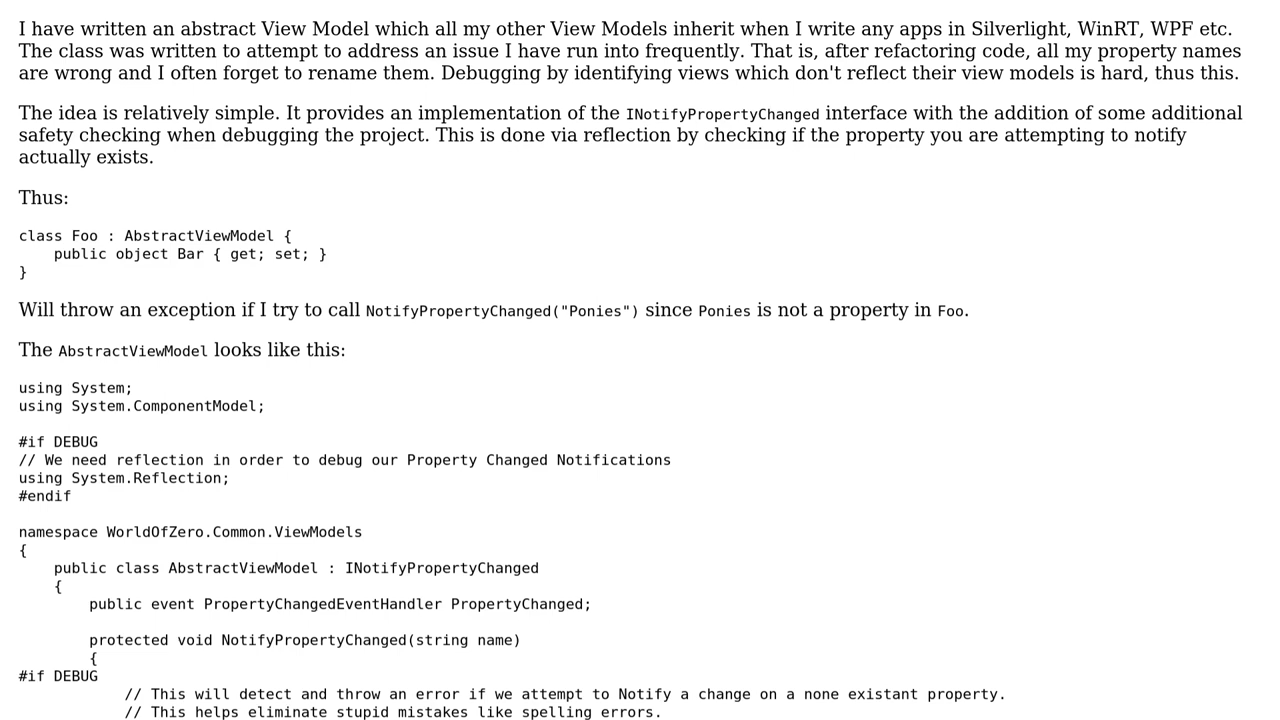 I have written an abstract View Model which all my other View Models inherit when I write any apps in Silverlight, WinRT, WPF etc.
The class was written to attempt to address an issue I have run into frequently. That is, after refactoring code, all my property names
are wrong and I often forget to rename them. Debugging by identifying views which don't reflect their view models is hard, thus this.
The idea is relatively simple. It provides an implementation of the INotifyPropertyChanged interface with the addition of some additional
safety checking when debugging the project. This is done via reflection by checking if the property you are attempting to notify
actually exists.
Thus:
class Foo : AbstractViewModel {
    public object Bar { get; set; }
}
Will throw an exception if I try to call NotifyPropertyChanged("Ponies") since Ponies is not a property in Foo.
The AbstractViewModel looks like this:
using System;
using System.ComponentModel;
#if DEBUG
// We need reflection in order to debug our Property Changed Notifications
using System.Reflection;
#endif
namespace WorldOfZero.Common.ViewModels
{
    public class AbstractViewModel : INotifyPropertyChanged
    {
        public event PropertyChangedEventHandler PropertyChanged;
        protected void NotifyPropertyChanged(string name)
        {
#if DEBUG
            // This will detect and throw an error if we attempt to Notify a change on a none existant property.
            // This helps eliminate stupid mistakes like spelling errors.